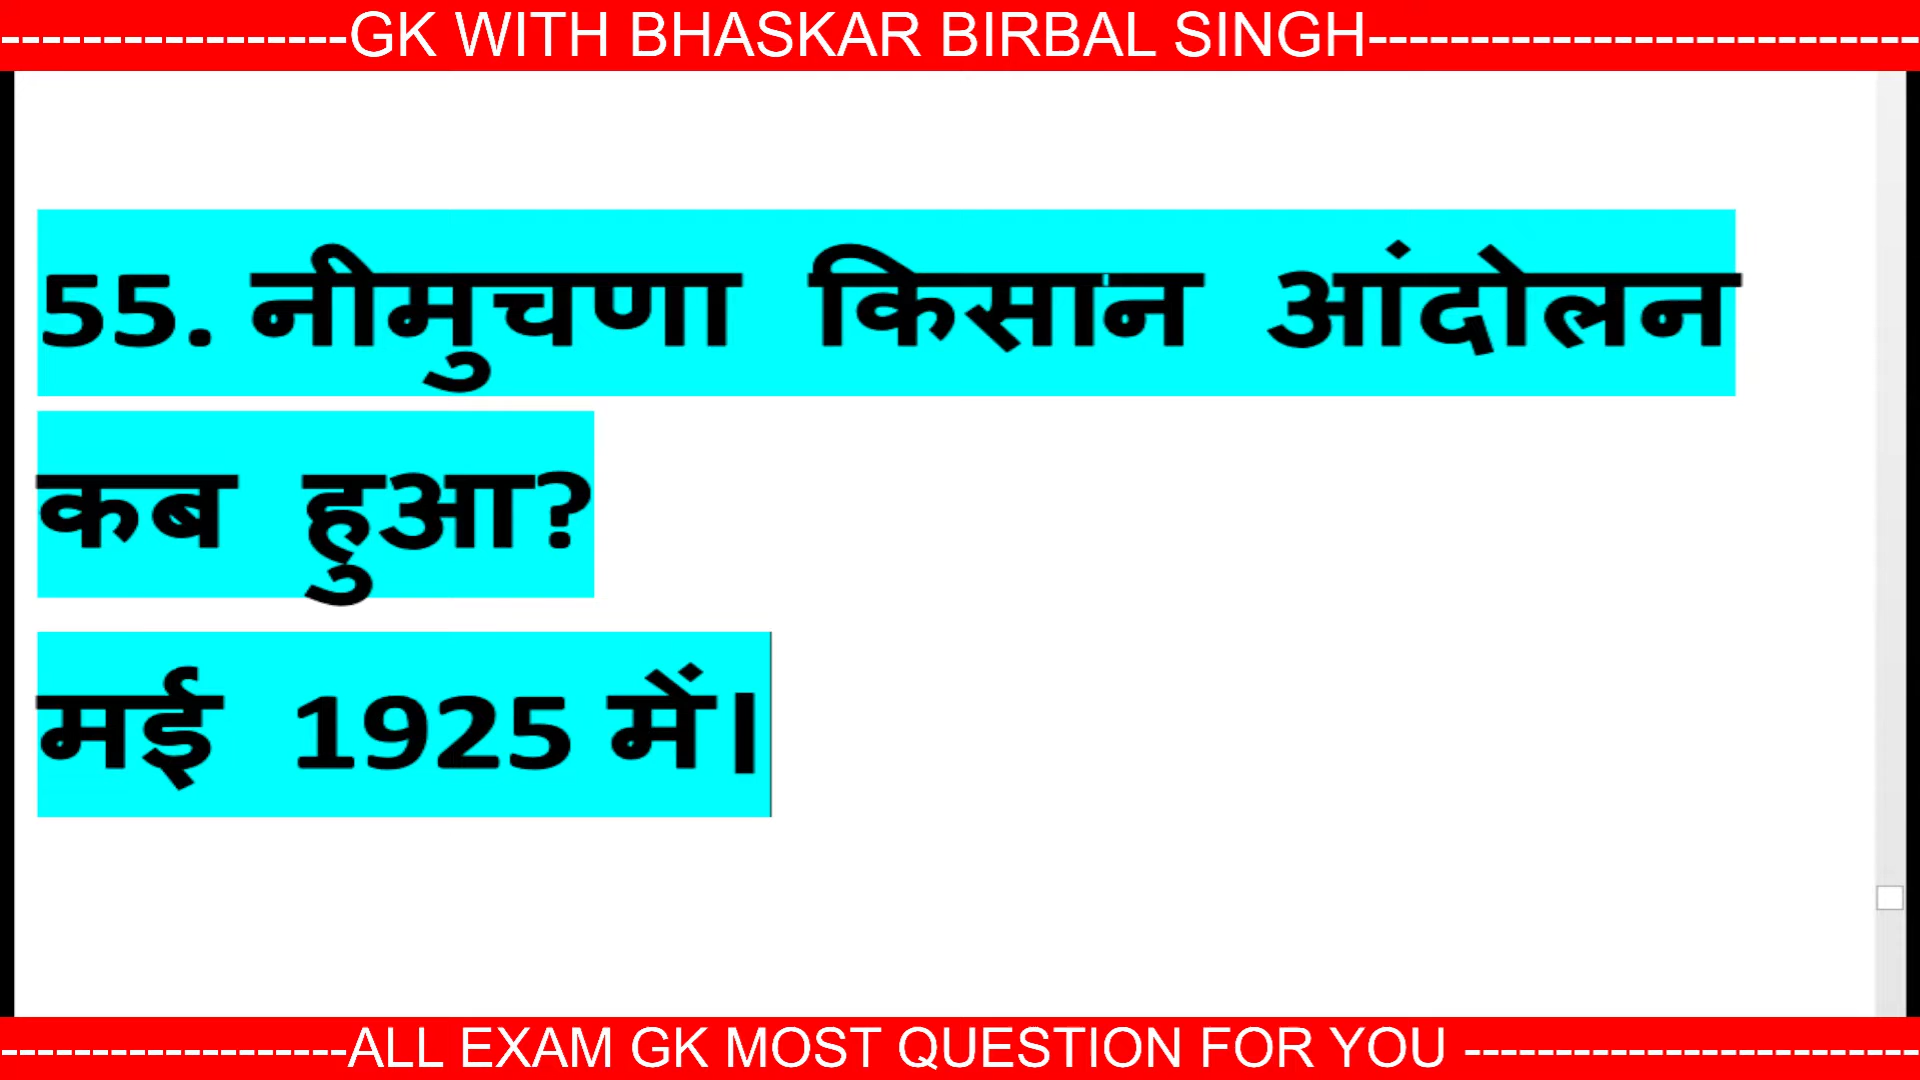 -----------------GK WITH BHASKAR BIRBAL SINGH---------------------------
55. नीमुचणा किसान आंदोलन
कब हुआ?
मई 1925 में।
-------------------ALL EXAM GK MOST QUESTION FOR YOU -------------------------